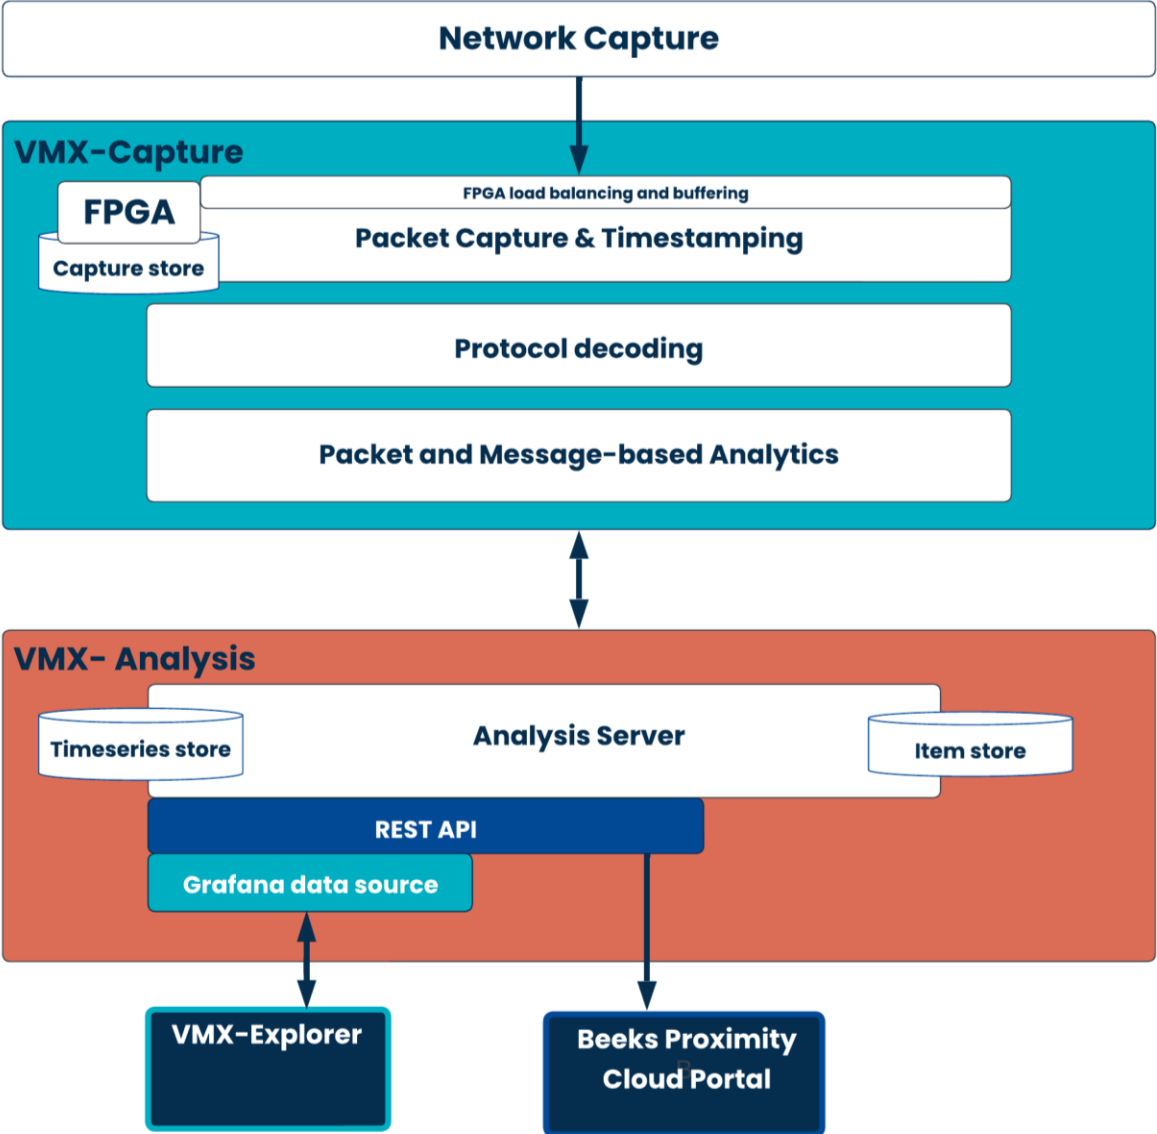 Network Capture
VMX-Capture
FPGA load balancing and buffering
FPGA
Packet Capture & Timestamping
Capture store
Protocol decoding
Packet and Message-based Analytics
VMX- Analysis
Analysis Server
Timeseries store
Item store
REST API
Grafana data source
VMX-Explorer
Beeks Proximity
Cloud Portal